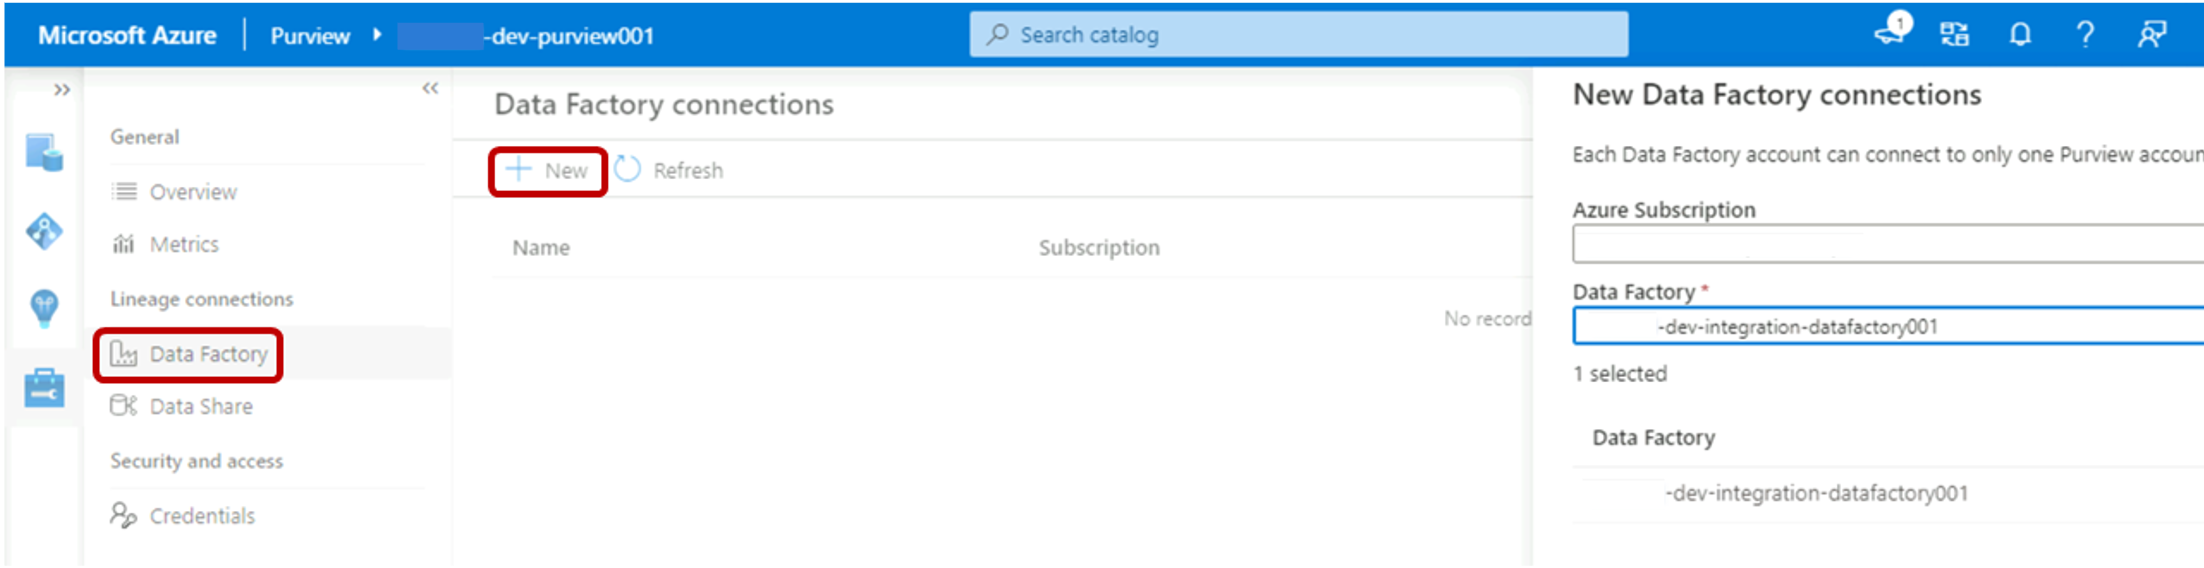 Microsoft Azure | Purview ▸ -dev-purview001
Search catalog
1
General
Overview
Metrics
Lineage connections
Data Factory
Data Share
Security and access
Credentials
Data Factory connections
New
Refresh
Name Subscription
No record
New Data Factory connections
Each Data Factory account can connect to only one Purview accoun
Azure Subscription
Data Factory *
-dev-integration-datafactory001
1 selected
Data Factory
-dev-integration-datafactory001